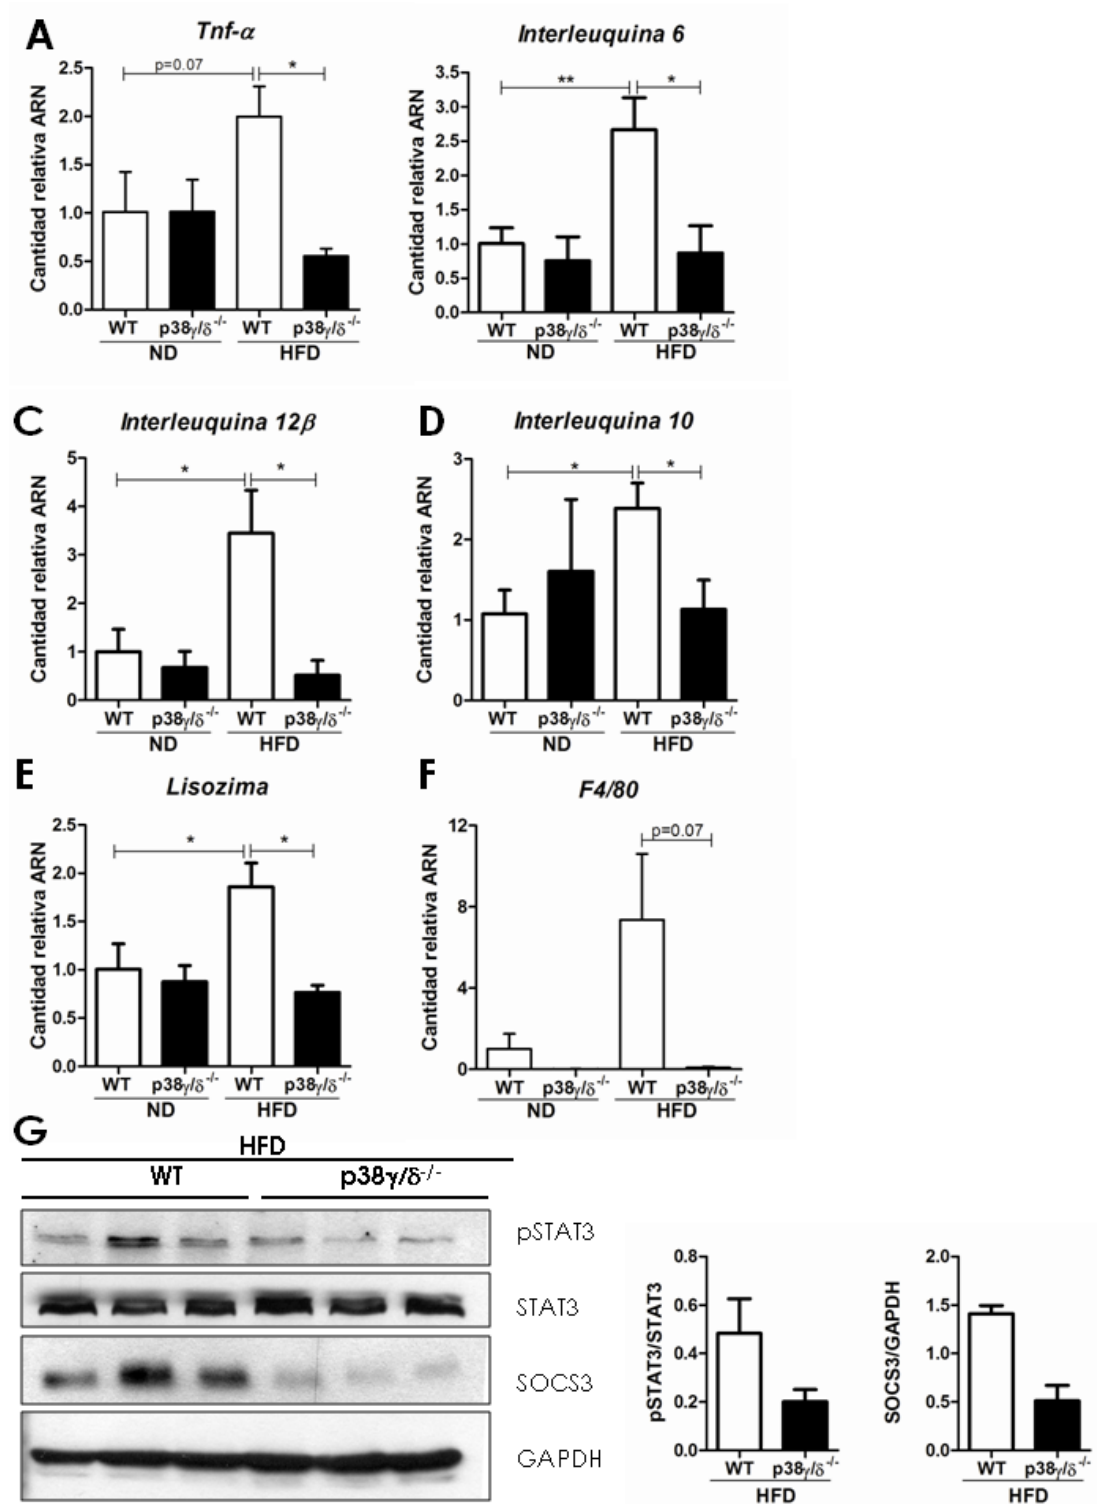 A
Tnf-α
Cantidad relativa ARN
2.5
2.0
1.5
1.0
0.5
0.0
p=0.07
*
WT p38γ/δ-/- WT p38γ/δ-/-
ND HFD
Interleuquina 6
Cantidad relativa ARN
3.5
3.0
2.5
2.0
1.5
1.0
0.5
0.0
**
*
WT p38γ/δ-/- WT p38γ/δ-/-
ND HFD
C
Interleuquina 12β
Cantidad relativa ARN
5
4
3
2
1
0
*
*
WT p38γ/δ-/- WT p38γ/δ-/-
ND HFD
D
Interleuquina 10
Cantidad relativa ARN
3
2
1
0
*
*
WT p38γ/δ-/- WT p38γ/δ-/-
ND HFD
E
Lisozima
Cantidad relativa ARN
2.5
2.0
1.5
1.0
0.5
0.0
*
*
WT p38γ/δ-/- WT p38γ/δ-/-
ND HFD
F
F4/80
Cantidad relativa ARN
12
8
4
0
p=0.07
WT p38γ/δ-/- WT p38γ/δ-/-
ND HFD
G
HFD
WT p38γ/δ-/-
pSTAT3
STAT3
SOCS3
GAPDH
pSTAT3/STAT3
0.8
0.6
0.4
0.2
0.0
WT p38γ/δ-/-
HFD
SOCS3/GAPDH
2.0
1.5
1.0
0.5
0.0
WT p38γ/δ-/-
HFD